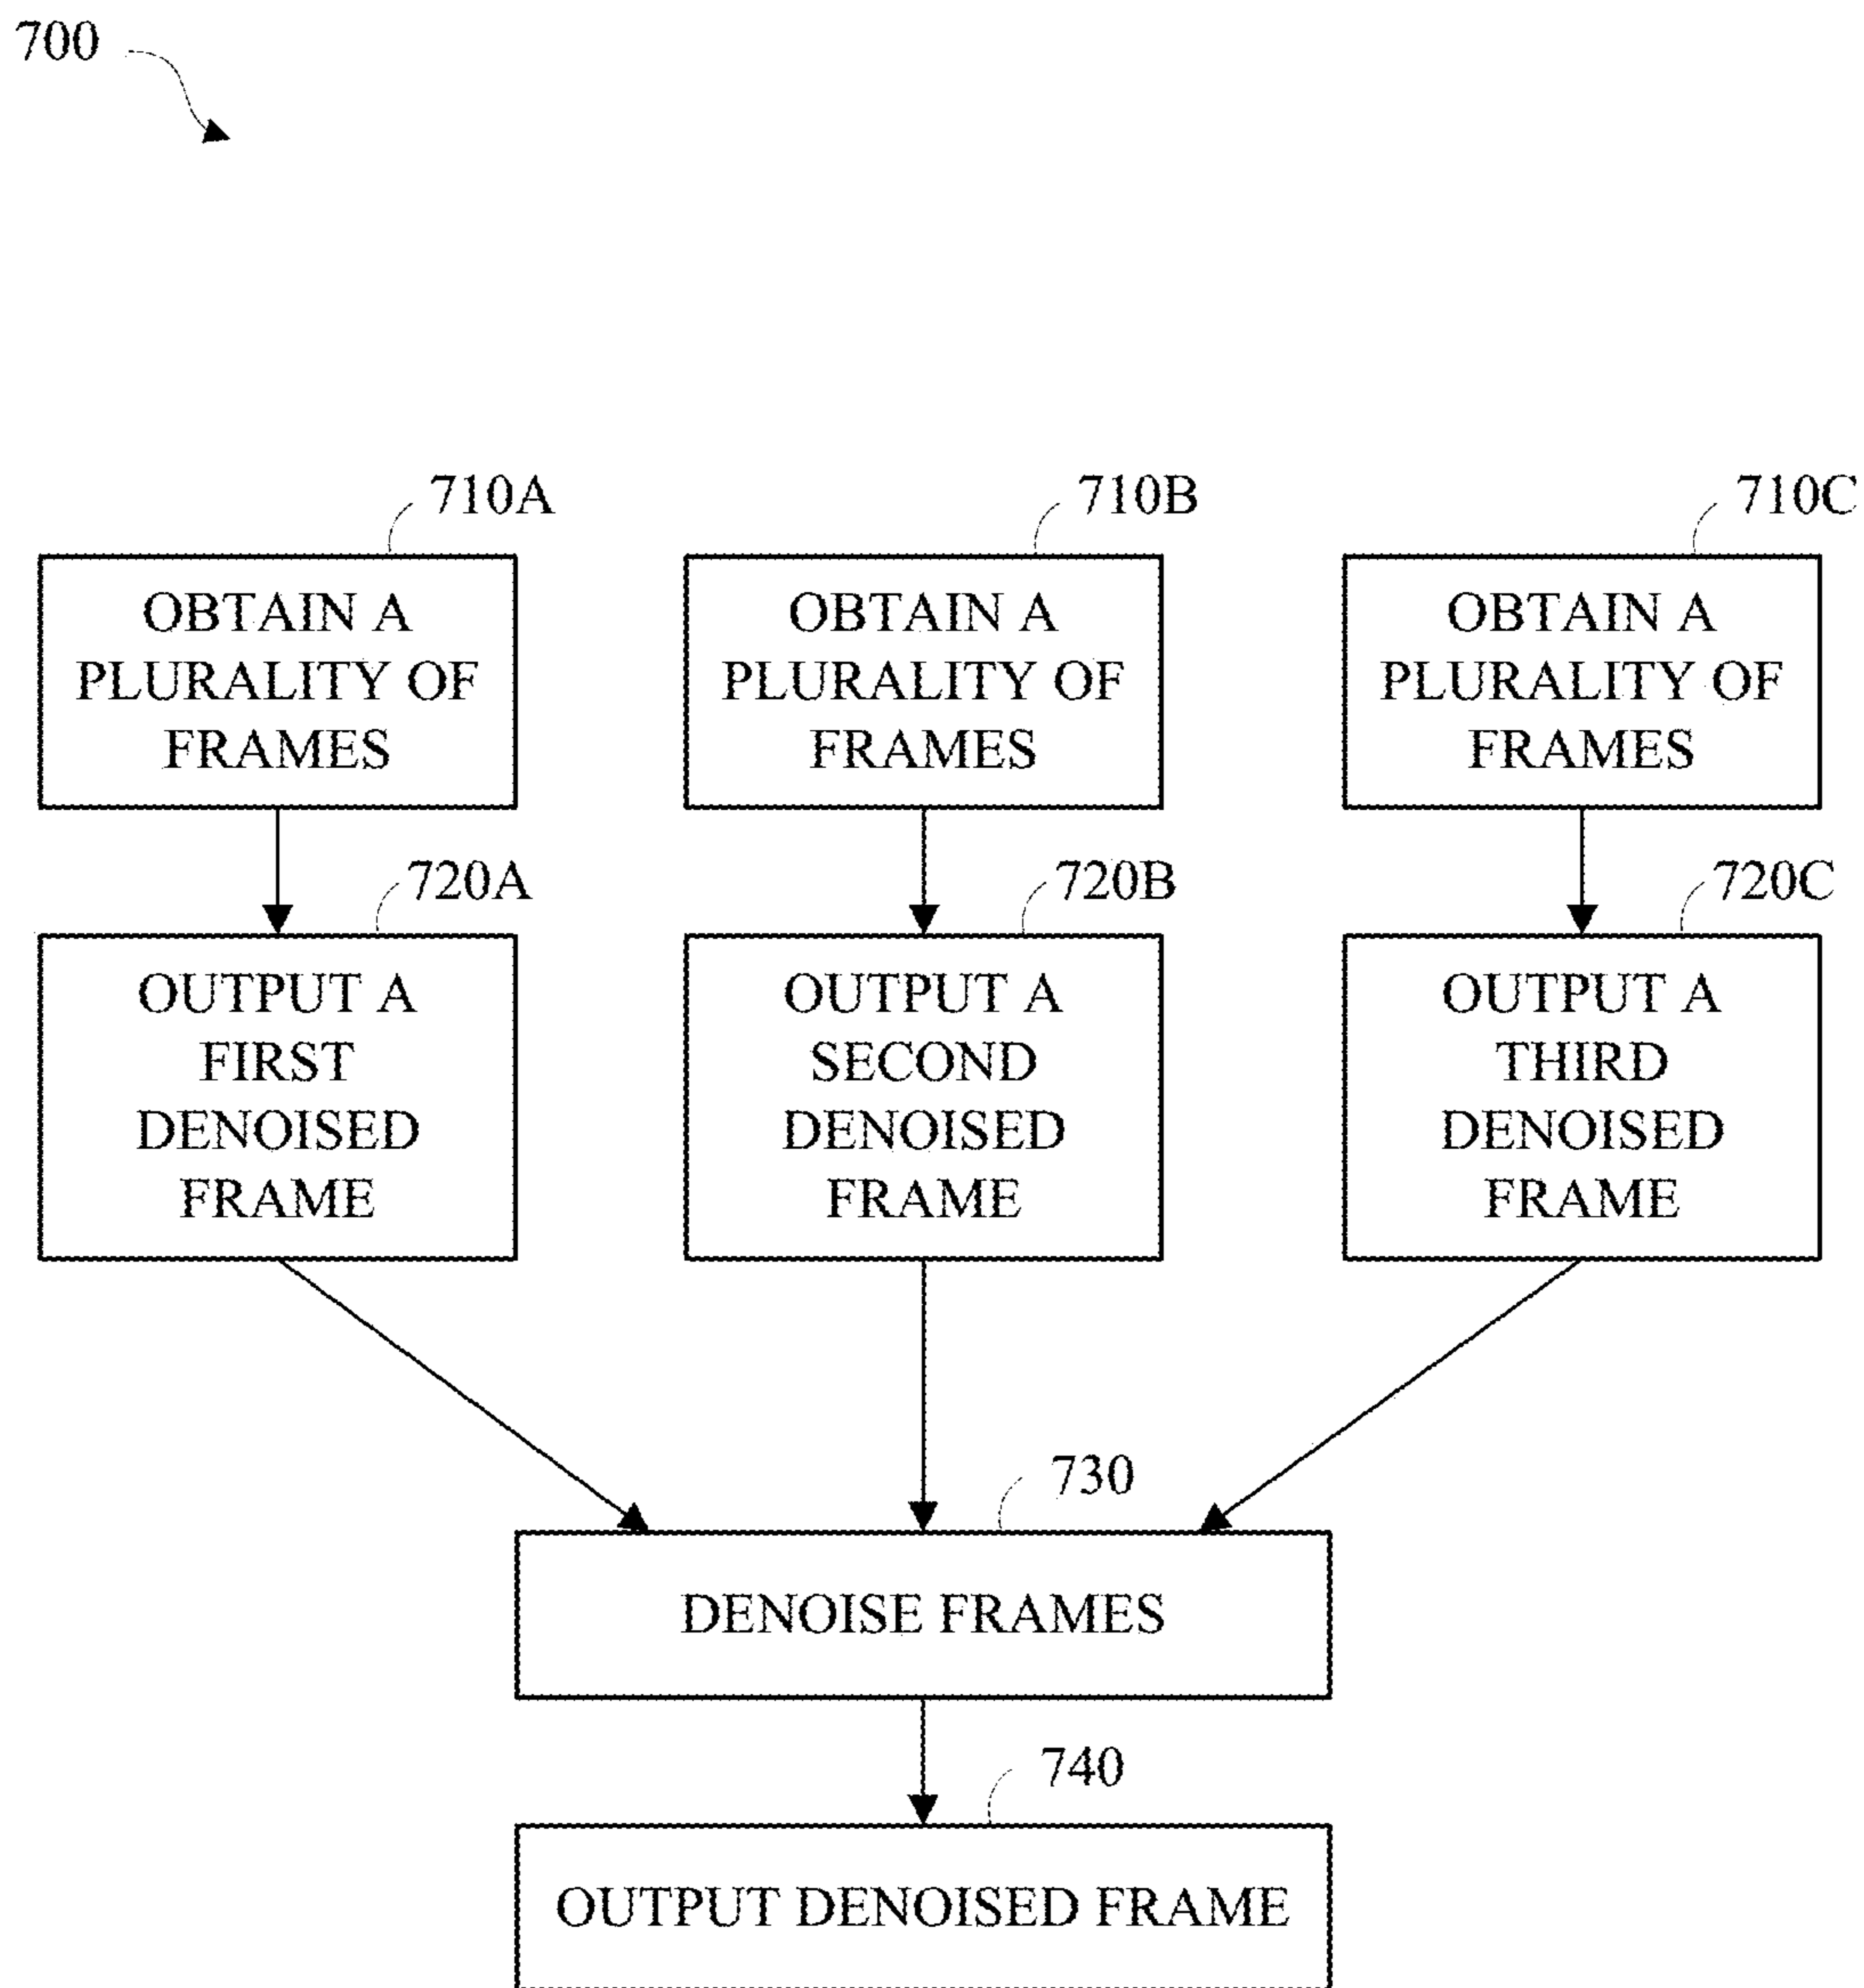 700
710A
710B
710C
OBTAIN A
PLURALITY OF
FRAMES
OBTAIN A
PLURALITY OF
FRAMES
OBTAIN A
PLURALITY OF
FRAMES
720A
720B
720C
OUTPUT A
FIRST
DENOISED
FRAME
OUTPUT A
SECOND
DENOISED
FRAME
OUTPUT A
THIRD
DENOISED
FRAME
730
DENOISE FRAMES
740
OUTPUT DENOISED FRAME